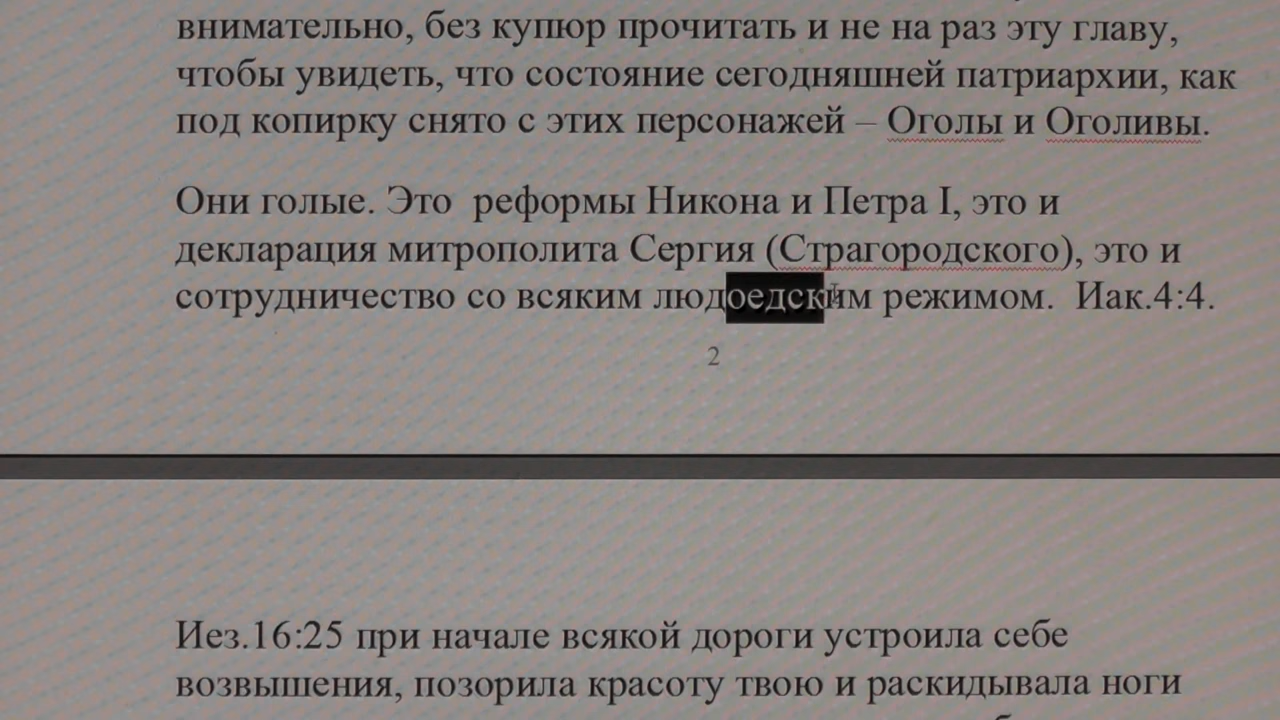 внимательно, без купюр прочитать и не на раз эту главу,
чтобы увидеть, что состояние сегодняшней патриархии, как
под копирку снято с этих персонажей – Оголы и Оголивы.
Они голые. Это  реформы Никона и Петра I, это и
декларация митрополита Сергия (Страгородского), это и
сотрудничество со всяким людоедским режимом.  Иак.4:4.
2
Иез.16:25 при начале всякой дороги устроила себе
возвышения, позорила красоту твою и раскидывала ноги